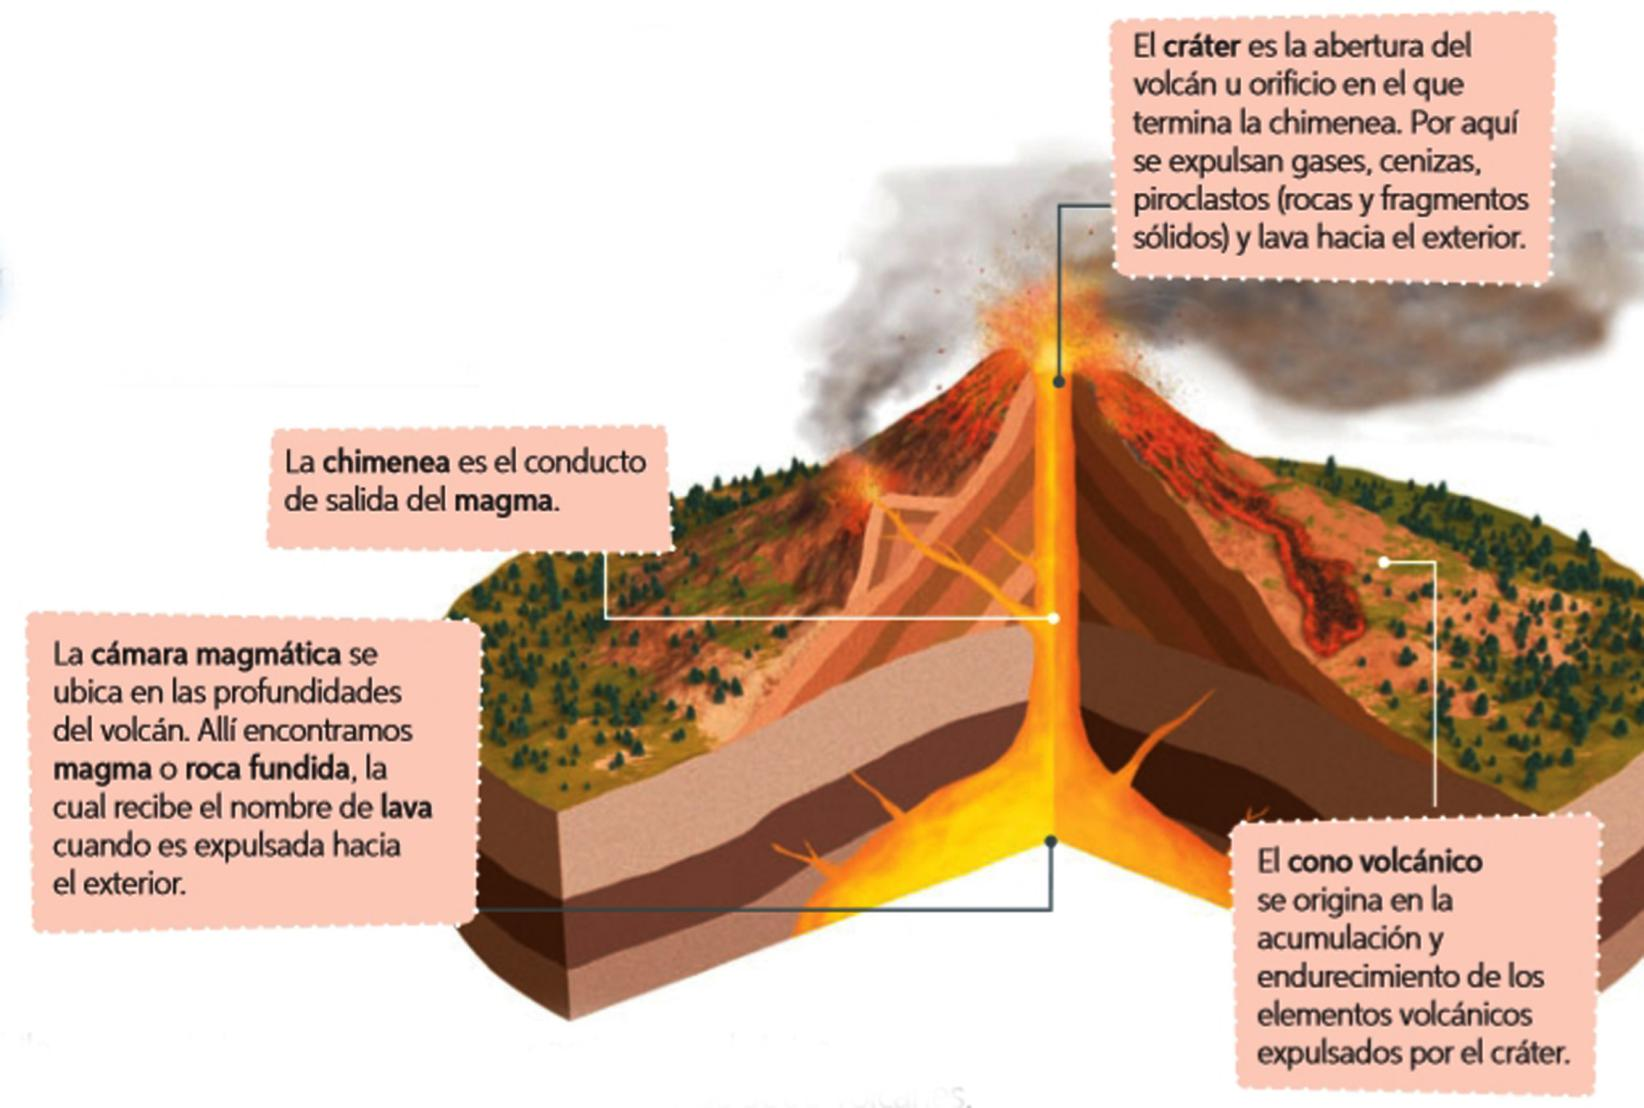 El cráter es la abertura del
volcán u orificio en el que
termina la chimenea. Por aquí
se expulsan gases, cenizas,
piroclastos (rocas y fragmentos
sólidos) y lava hacia el exterior.
La chimenea es el conducto
de salida del magma.
La cámara magmática se
ubica en las profundidades
del volcán. Allí encontramos
magma o roca fundida, la
cual recibe el nombre de lava
cuando es expulsada hacia
el exterior.
El cono volcánico
se origina en la
acumulación y
endurecimiento de los
elementos volcánicos
expulsados por el cráter.